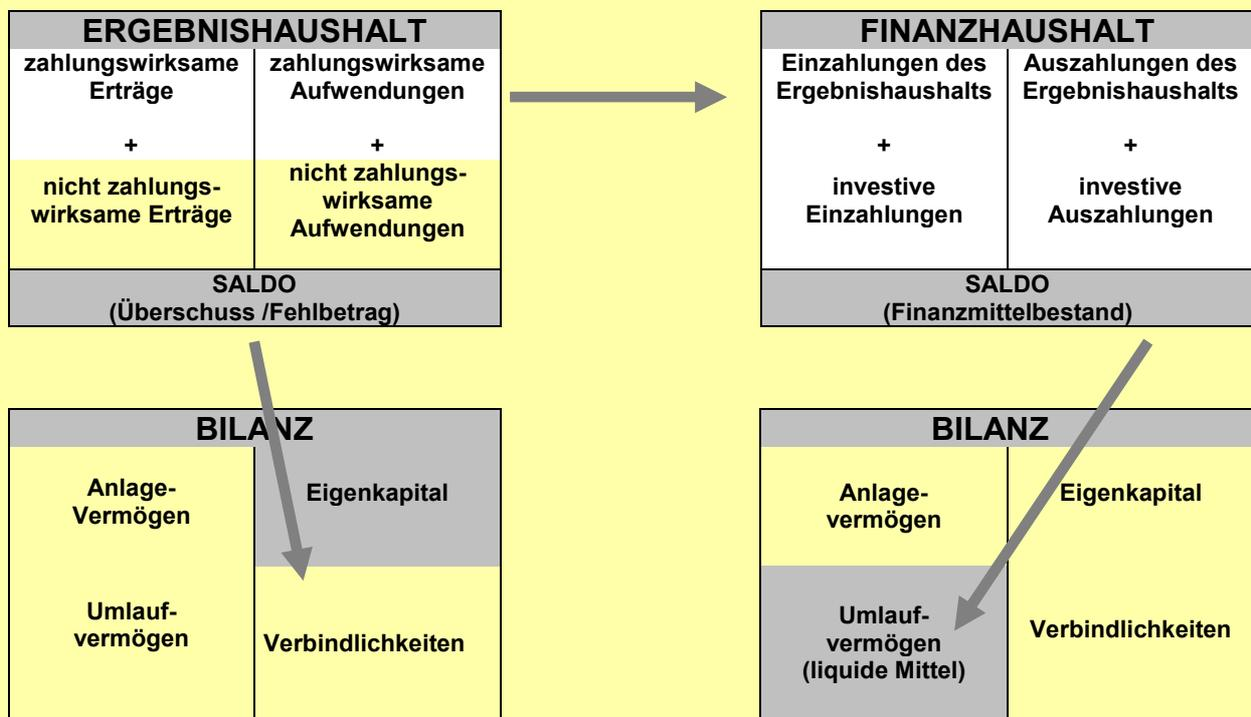 ERGEBNISHAUSHALT
zahlungswirksame
Erträge
+
nicht zahlungs-
wirksame Erträge
zahlungswirksame
Aufwendungen
+
nicht zahlungs-
wirksame
Aufwendungen
SALDO
(Überschuss /Fehlbetrag)
FINANZHAUSHALT
Einzahlungen des
Ergebnishaushalts
+
investive
Einzahlungen
Auszahlungen des
Ergebnishaushalts
+
investive
Auszahlungen
SALDO
(Finanzmittelbestand)
BILANZ
Anlage-
Vermögen
Umlauf-
vermögen
Eigenkapital
Verbindlichkeiten
BILANZ
Anlage-
vermögen
Umlauf-
vermögen
(liquide Mittel)
Eigenkapital
Verbindlichkeiten